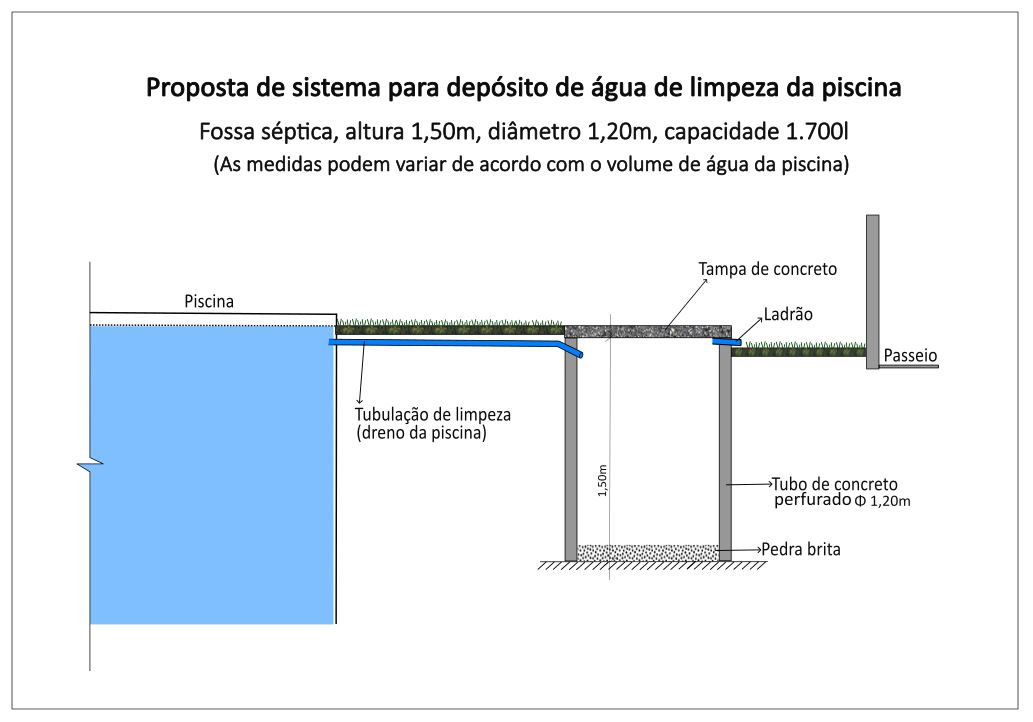 Proposta de sistema para depósito de água de limpeza da piscina
Fossa séptica, altura 1,50m, diâmetro 1,20m, capacidade 1.700l
(As medidas podem variar de acordo com o volume de água da piscina)
Tampa de concreto
Piscina
Ladrão
Passeio
Tubulação de limpeza
(dreno da piscina)
1,50m
Tubo de concreto
perfurado Φ 1,20m
Pedra brita